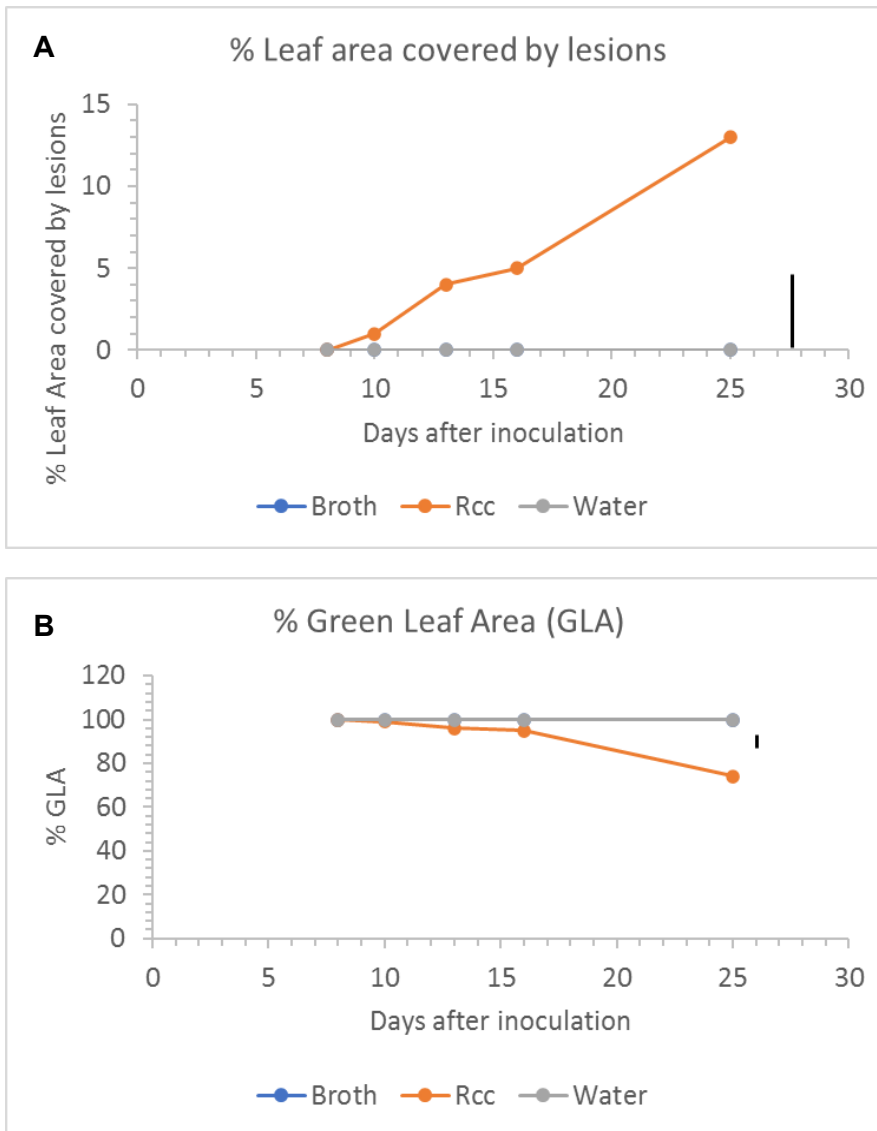 A
% Leaf area covered by lesions
15
10
5
0
% Leaf Area covered by lesions
0 5 10 15 20 25 30
Days after inoculation
Broth Rcc Water
B
% Green Leaf Area (GLA)
120
100
80
60
40
20
0
% GLA
0 5 10 15 20 25 30
Days after inoculation
Broth Rcc Water